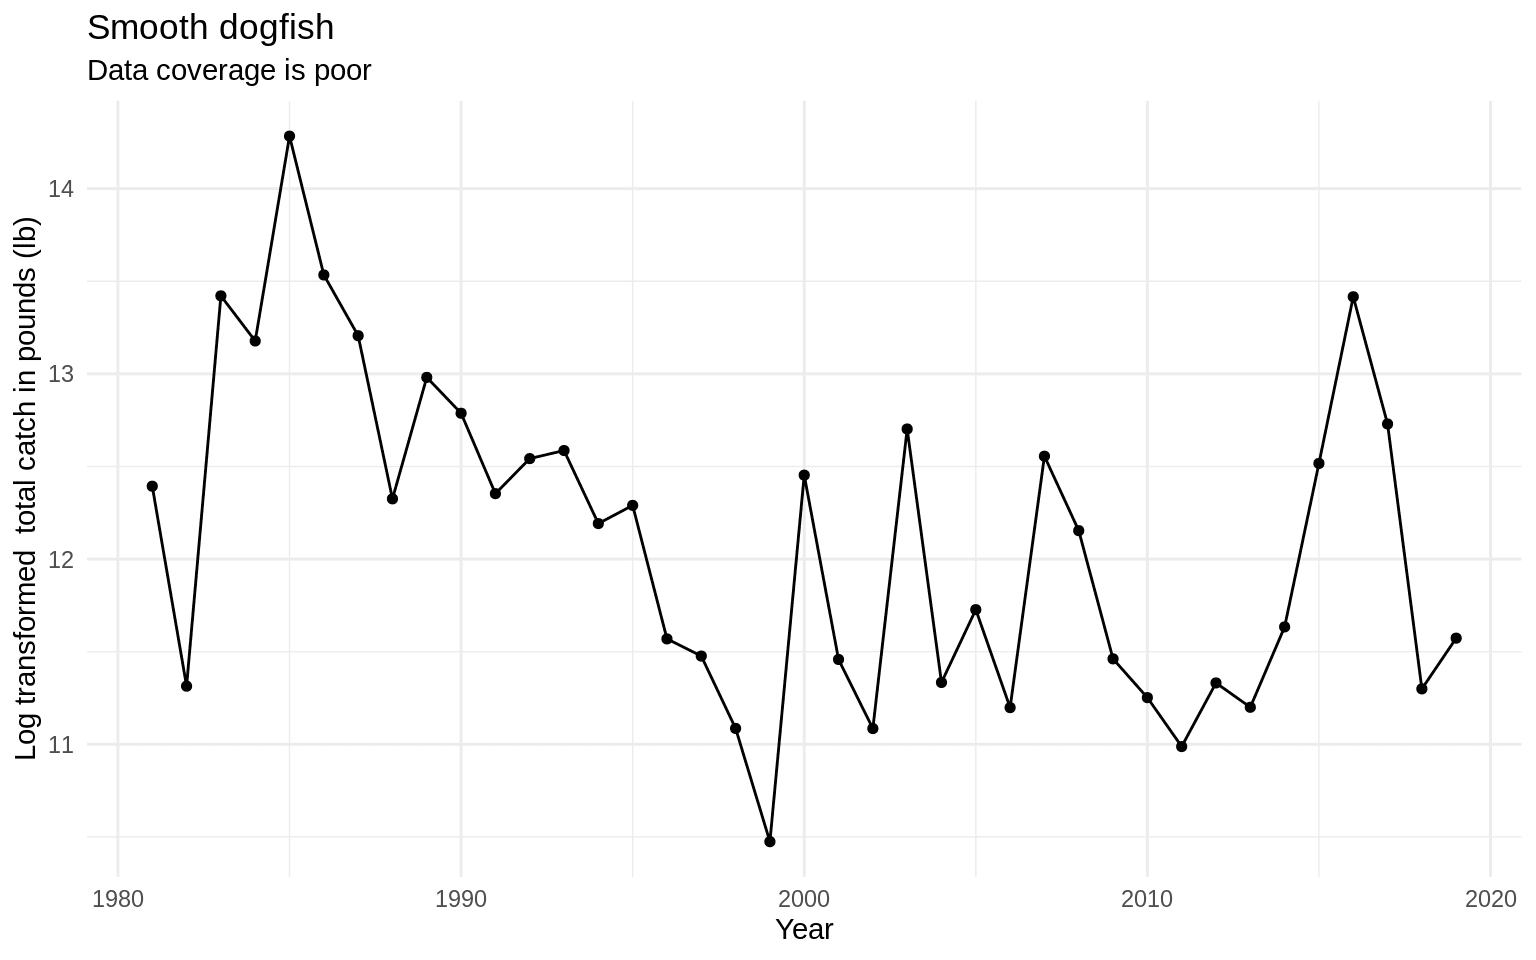 Smooth dogfish
Data coverage is poor
Log transformed  total catch in pounds (lb)
14
13
12
11
1980 1990 2000 2010 2020
Year